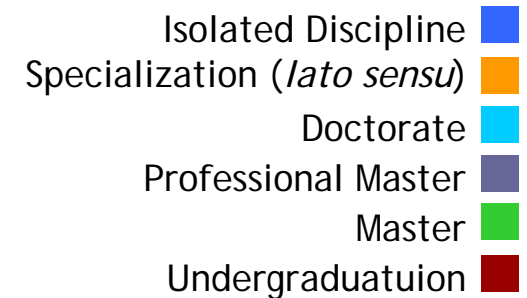 Isolated Discipline
Specialization (lato sensu)
Doctorate
Professional Master
Master
Undergraduatuion